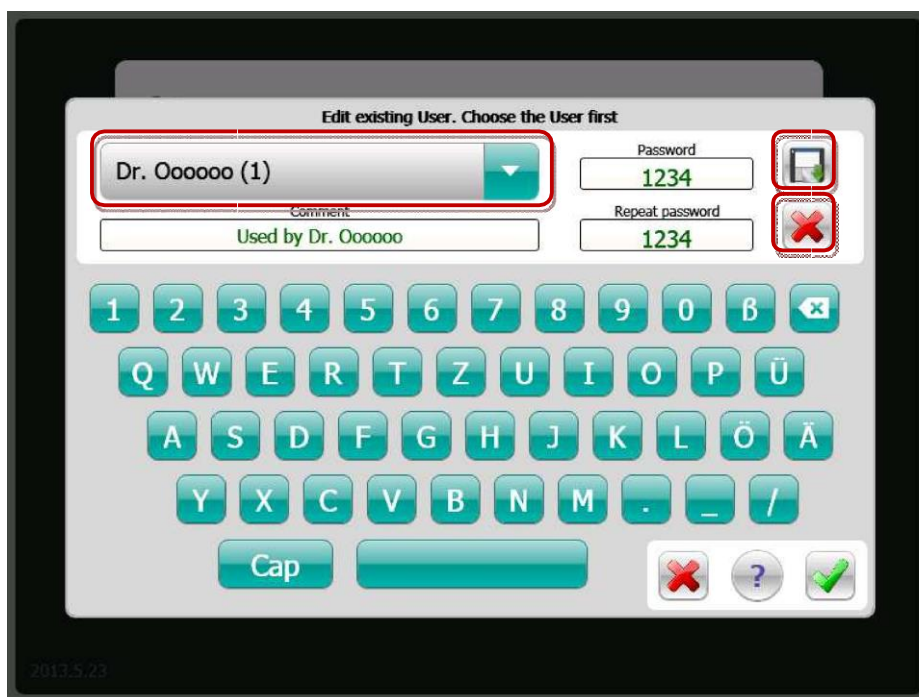 Edit existing User. Choose the User first
Dr. Oooooo (1)
Password
1234
Comment
Repeat password
Used by Dr. Oooooo
1234
1 2 3 4 5 6 7 8 9 0 ß
Q W E R T Z U I O P Ü
A S D F G H J K L Ö Ä
Y X C V B N M . _ /
Cap
?
2013.5.23